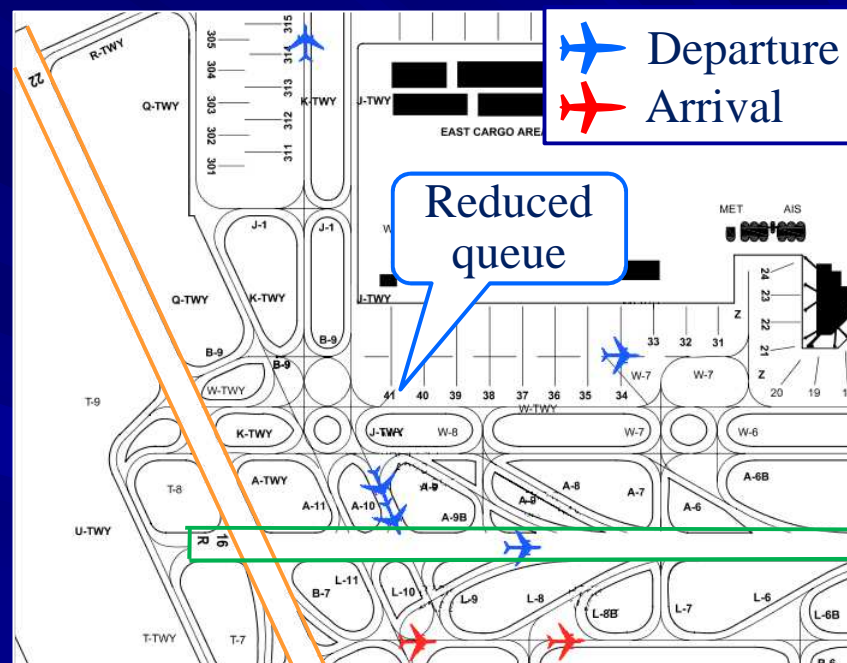 Departure
Arrival
Reduced
queue
315
305
314
R-TWY
304
22
313
Q-TWY
303
K-TWY
J-TWY
312
302
EAST CARGO AREA
311
301
MET
AIS
J-1
J-1
W
24
Q-TWY
K-TWY
J-TWY
23
Z
33
32
31
22
B-9
B-9
21
B-9
W-7
W-7
Z
T-9
W-TWY
41
40
39
38
37
36
35
34
20
19
1
W-TWY
K-TWY
J-TWY
W-8
W-7
W-6
A-TWY
A-9
A-8
A-6B
T-8
A-8
A-7
A-11
A-10
A-9B
A-6
U-TWY
16
R
L-11
B-7
L-10
L-9
L-8
L-7
L-6
L-8B
L-6B
T-TWY
T-7
B-6